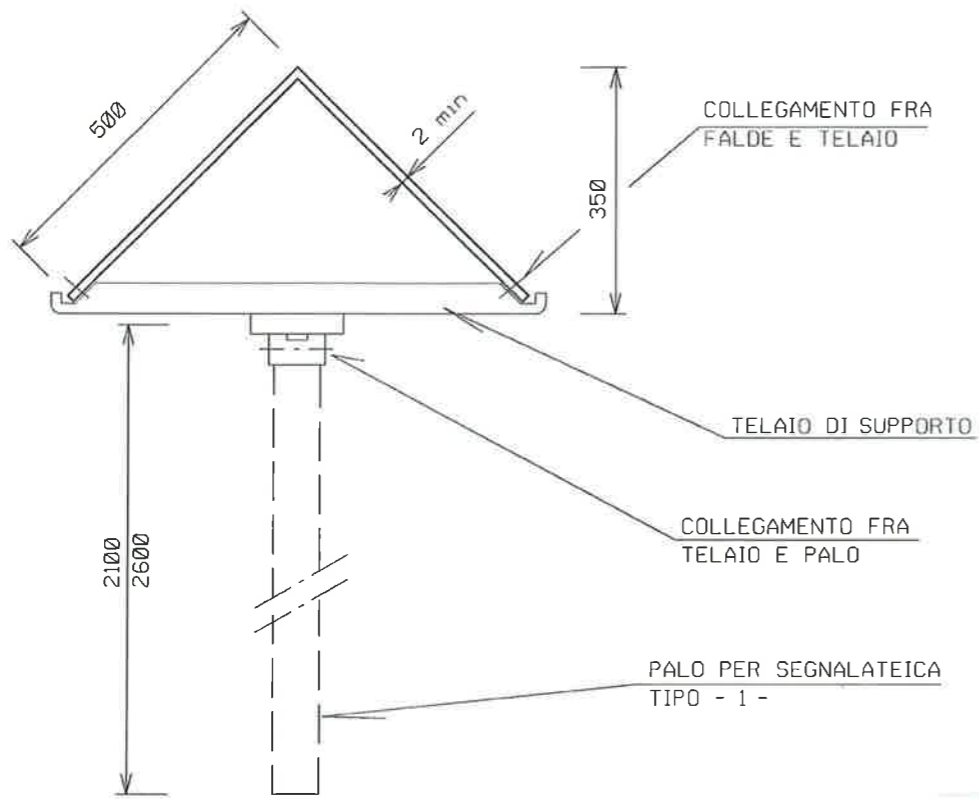 500
2 min
COLLEGAMENTO FRA
FALDE E TELAIO
350
TELAIO DI SUPPORTO
COLLEGAMENTO FRA
TELAIO E PALO
2100
2600
PALO PER SEGNALATEICA
TIPO - 1 -